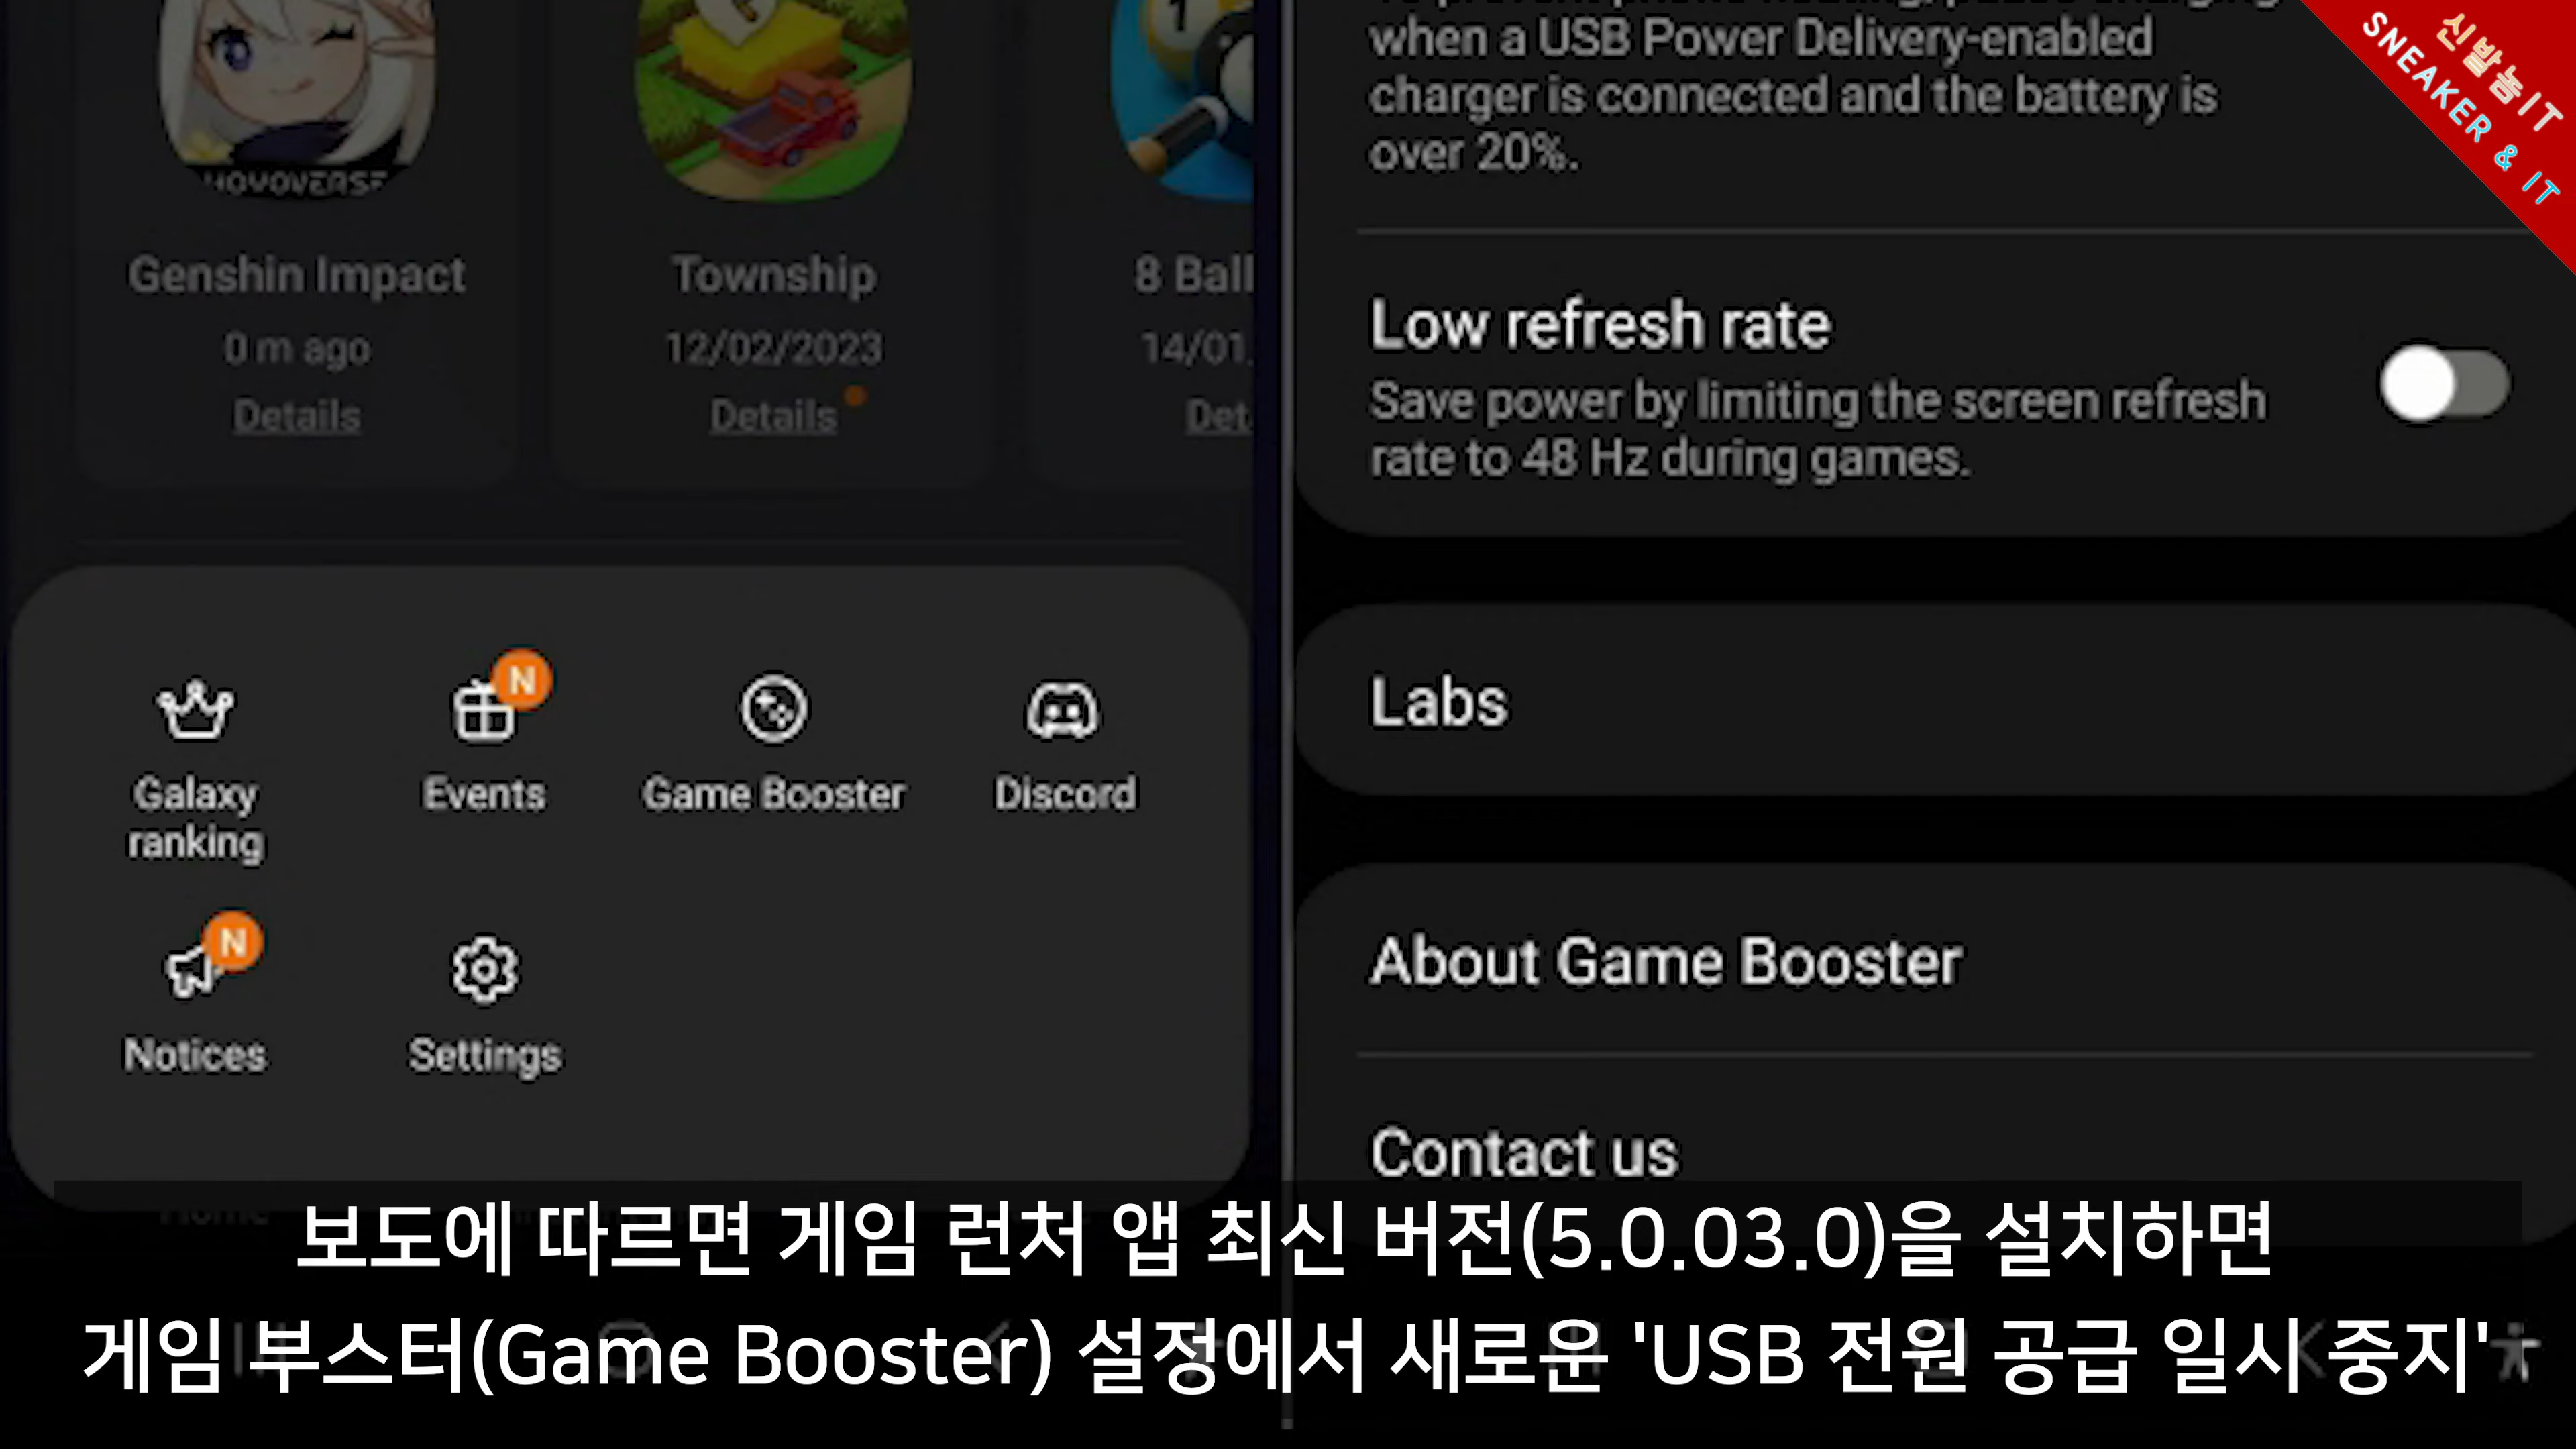 HOYOVERSE
Genshin Impact
0 m ago
Details
Township
12/02/2023
Details
8 Ball
14/01
Det
Galaxy
ranking
Events
N
Game Booster
Discord
Notices
N
Settings
when a USB Power Delivery-enabled
charger is connected and the battery is
over 20%.
Low refresh rate
Save power by limiting the screen refresh
rate to 48 Hz during games.
Labs
About Game Booster
Contact us
신발놈IT
SNEAKER & IT
보도에 따르면 게임 런처 앱 최신 버전(5.0.03.0)을 설치하면
게임 부스터(Game Booster) 설정에서 새로운 'USB 전원 공급 일시 중지'